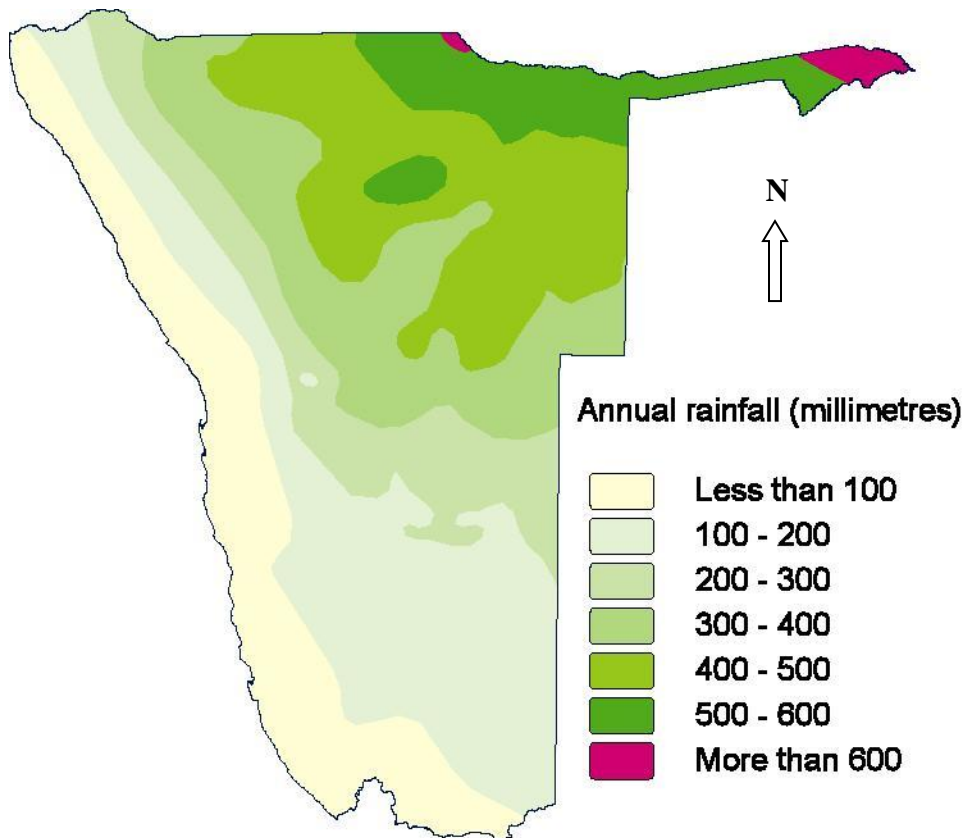 N
Annual rainfall (millimetres)
Less than 100
100 - 200
200 - 300
300 - 400
400 - 500
500 - 600
More than 600